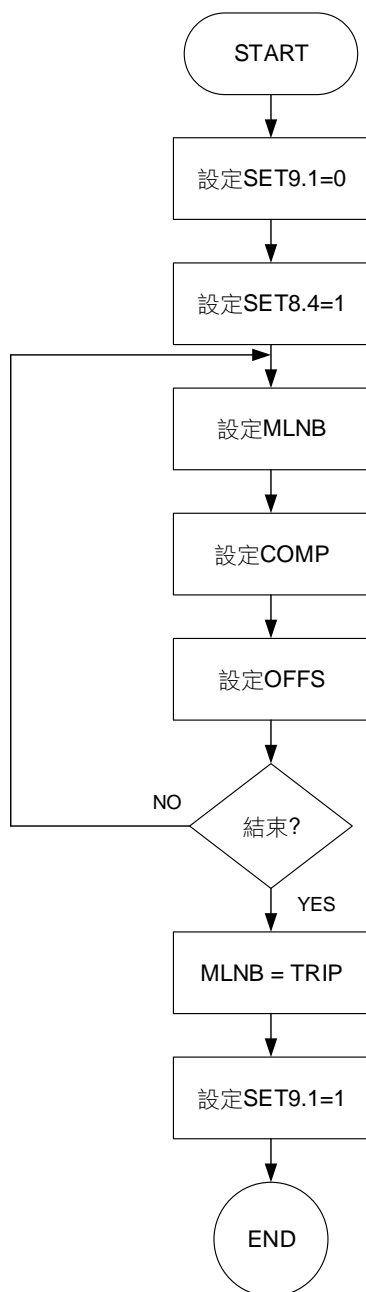 START
設定SET9.1=0
設定SET8.4=1
設定MLNB
設定COMP
設定OFFS
NO
結束?
YES
MLNB = TRIP
設定SET9.1=1
END